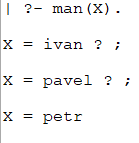 | ?- man(X).
X = ivan ? ;
X = pavel ? ;
X = petr